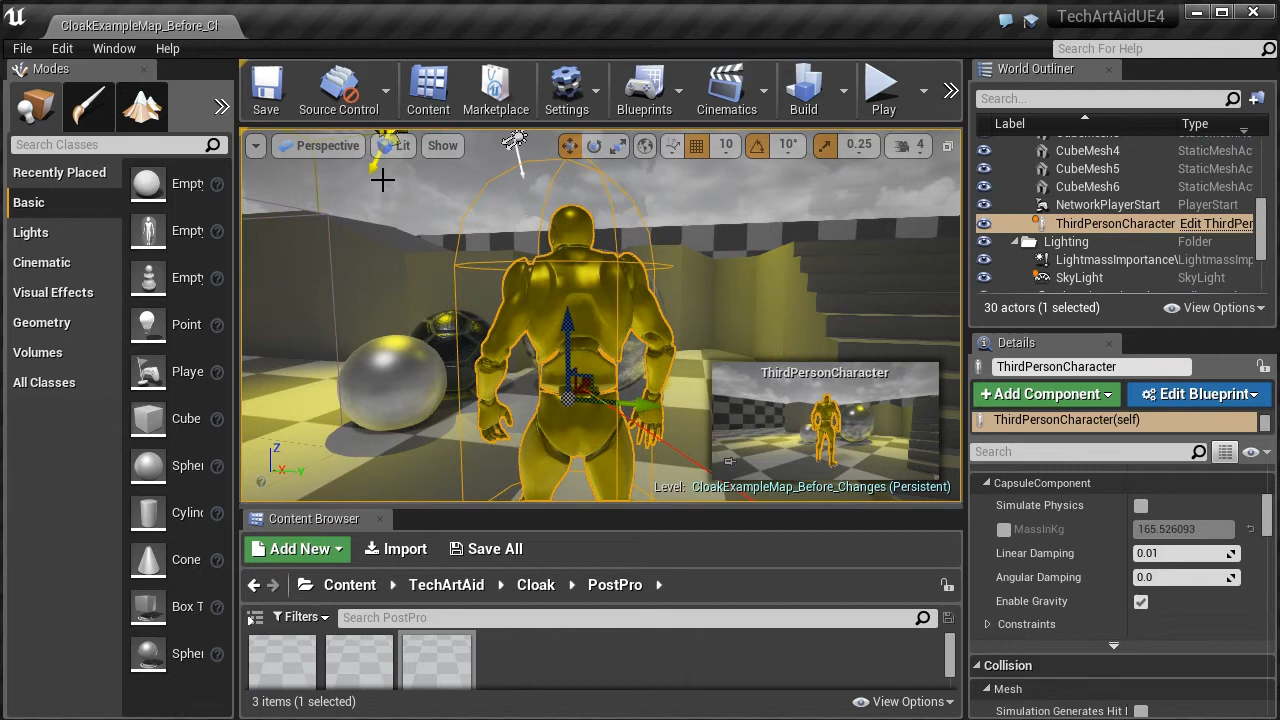 CloakExampleMap_Before_Cl
TechArtAidUE4
File Edit Window Help
Search For Help
Modes
Search Classes
Recently Placed
Basic
Lights
Cinematic
Visual Effects
Geometry
Volumes
All Classes
Empty
Empty
Empty
Point
Playe
Cube
Spher
Cylind
Cone
Box T
Spher
Save
Source Control
Content
Marketplace
Settings
Blueprints
Cinematics
Build
Play
Perspective
Lit
Show
10
10°
0.25
4
ThirdPersonCharacter
Z
X
Y
Level: CloakExampleMap_Before_Changes (Persistent)
Content Browser
Add New
Import
Save All
Content TechArtAid Cloak PostPro
Filters
Search PostPro
3 items (1 selected)
View Options
World Outliner
Search...
Label Type
CubeMesh4 StaticMeshAc
CubeMesh5 StaticMeshAc
CubeMesh6 StaticMeshAc
NetworkPlayerStart PlayerStart
ThirdPersonCharacter Edit ThirdPer
Lighting Folder
LightmassImportance\ LightmassImp
SkyLight SkyLight
30 actors (1 selected)
View Options
Details
ThirdPersonCharacter
+Add Component
Edit Blueprint
ThirdPersonCharacter(self)
Search
CapsuleComponent
Simulate Physics
MassInKg 165.526093
Linear Damping 0.01
Angular Damping 0.0
Enable Gravity
Constraints
Collision
Mesh
Simulation Generates Hit